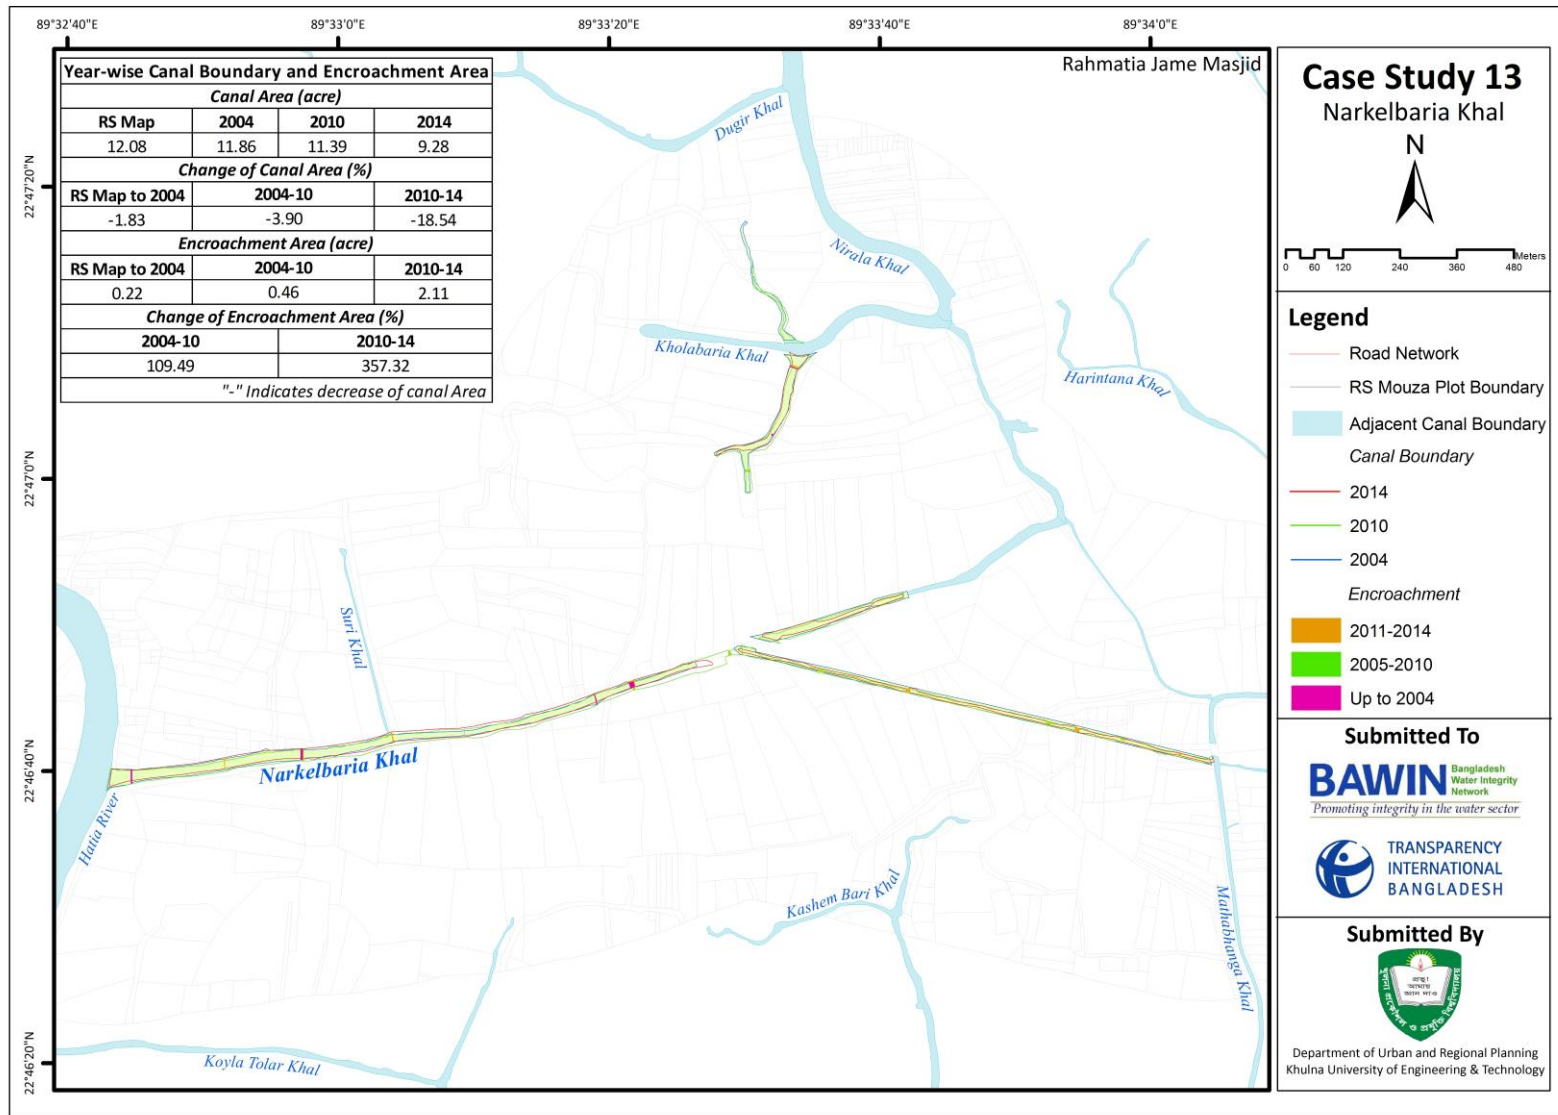 89°32'40"E
89°33'0"E
89°33'20"E
89°33'40"E
89°34'0"E
22°47'20"N
22°47'0"N
22°46'40"N
22°46'20"N
Year-wise Canal Boundary and Encroachment Area
Canal Area (acre)
RS Map 2004 2010 2014
12.08 11.86 11.39 9.28
Change of Canal Area (%)
RS Map to 2004 2004-10 2010-14
-1.83 -3.90 -18.54
Encroachment Area (acre)
RS Map to 2004 2004-10 2010-14
0.22 0.46 2.11
Change of Encroachment Area (%)
2004-10 2010-14
109.49 357.32
"-" Indicates decrease of canal Area
Rahmatia Jame Masjid
Dugir Khal
Nirala Khal
Kholabaria Khal
Harintana Khal
Suri Khal
Narkelbaria Khal
Hatia River
Kashem Bari Khal
Mathabhanga Khal
Koyla Tolar Khal
Case Study 13
Narkelbaria Khal
N
Meters
0 60 120 240 360 480
Legend
Road Network
RS Mouza Plot Boundary
Adjacent Canal Boundary
Canal Boundary
2014
2010
2004
Encroachment
2011-2014
2005-2010
Up to 2004
Submitted To
BAWIN
Bangladesh
Water Integrity
Network
Promoting integrity in the water sector
TRANSPARENCY
INTERNATIONAL
BANGLADESH
Submitted By
প্রভু!
আমায়
জ্ঞান দাও
খুলনা প্রকৌশল ও প্রযুক্তি বিশ্ববিদ্যালয়
Department of Urban and Regional Planning
Khulna University of Engineering & Technology